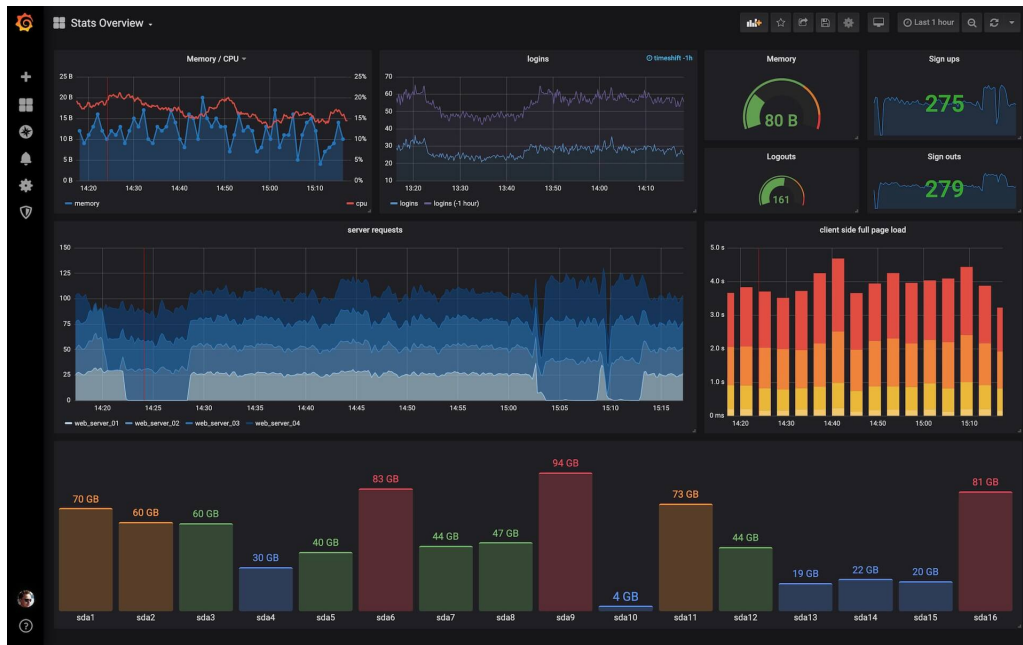 Stats Overview
Last 1 hour
Memory / CPU
25 B
20 B
15 B
10 B
5 B
0 B
25%
20%
15%
10%
5%
0%
14:20 14:30 14:40 14:50 15:00 15:10
memory cpu
logins
timeshift -1h
70
60
50
40
30
20
10
13:20 13:30 13:40 13:50 14:00 14:10
logins logins (-1 hour)
Memory
80 B
Sign ups
275
Logouts
161
Sign outs
279
server requests
150
125
100
75
50
25
0
14:20 14:25 14:30 14:35 14:40 14:45 14:50 14:55 15:00 15:05 15:10 15:15
web_server_01 web_server_02 web_server_03 web_server_04
client side full page load
5.0 s
4.0 s
3.0 s
2.0 s
1.0 s
0 ms
14:20 14:30 14:40 14:50 15:00 15:10
70 GB 60 GB 60 GB 30 GB 40 GB 83 GB 44 GB 47 GB 94 GB 4 GB 73 GB 44 GB 19 GB 22 GB 20 GB 81 GB
sda1 sda2 sda3 sda4 sda5 sda6 sda7 sda8 sda9 sda10 sda11 sda12 sda13 sda14 sda15 sda16